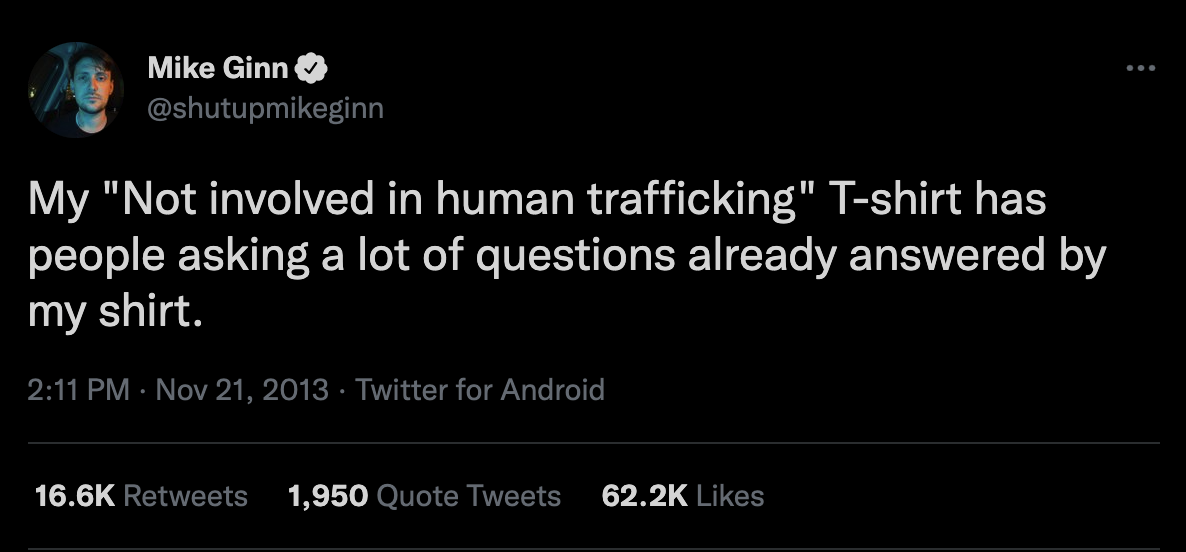 Mike Ginn
@shutupmikeginn
My "Not involved in human trafficking" T-shirt has
people asking a lot of questions already answered by
my shirt.
2:11 PM · Nov 21, 2013 · Twitter for Android
16.6K Retweets 1,950 Quote Tweets 62.2K Likes